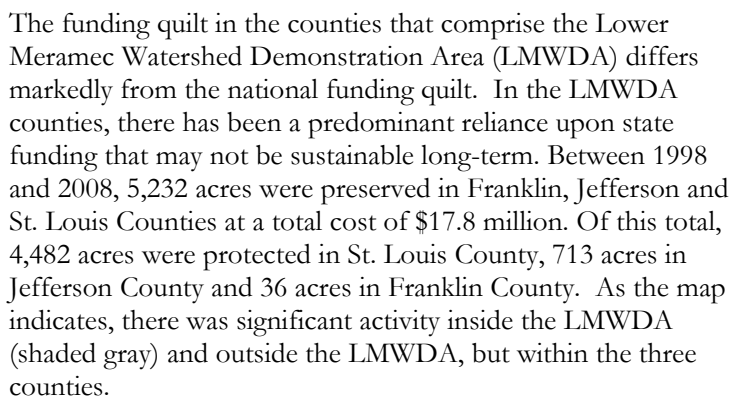 The funding quilt in the counties that comprise the Lower
Meramec Watershed Demonstration Area (LMWDA) differs
markedly from the national funding quilt.  In the LMWDA
counties, there has been a predominant reliance upon state
funding that may not be sustainable long-term. Between 1998
and 2008, 5,232 acres were preserved in Franklin, Jefferson and
St. Louis Counties at a total cost of $17.8 million. Of this total,
4,482 acres were protected in St. Louis County, 713 acres in
Jefferson County and 36 acres in Franklin County.  As the map
indicates, there was significant activity inside the LMWDA
(shaded gray) and outside the LMWDA, but within the three
counties.